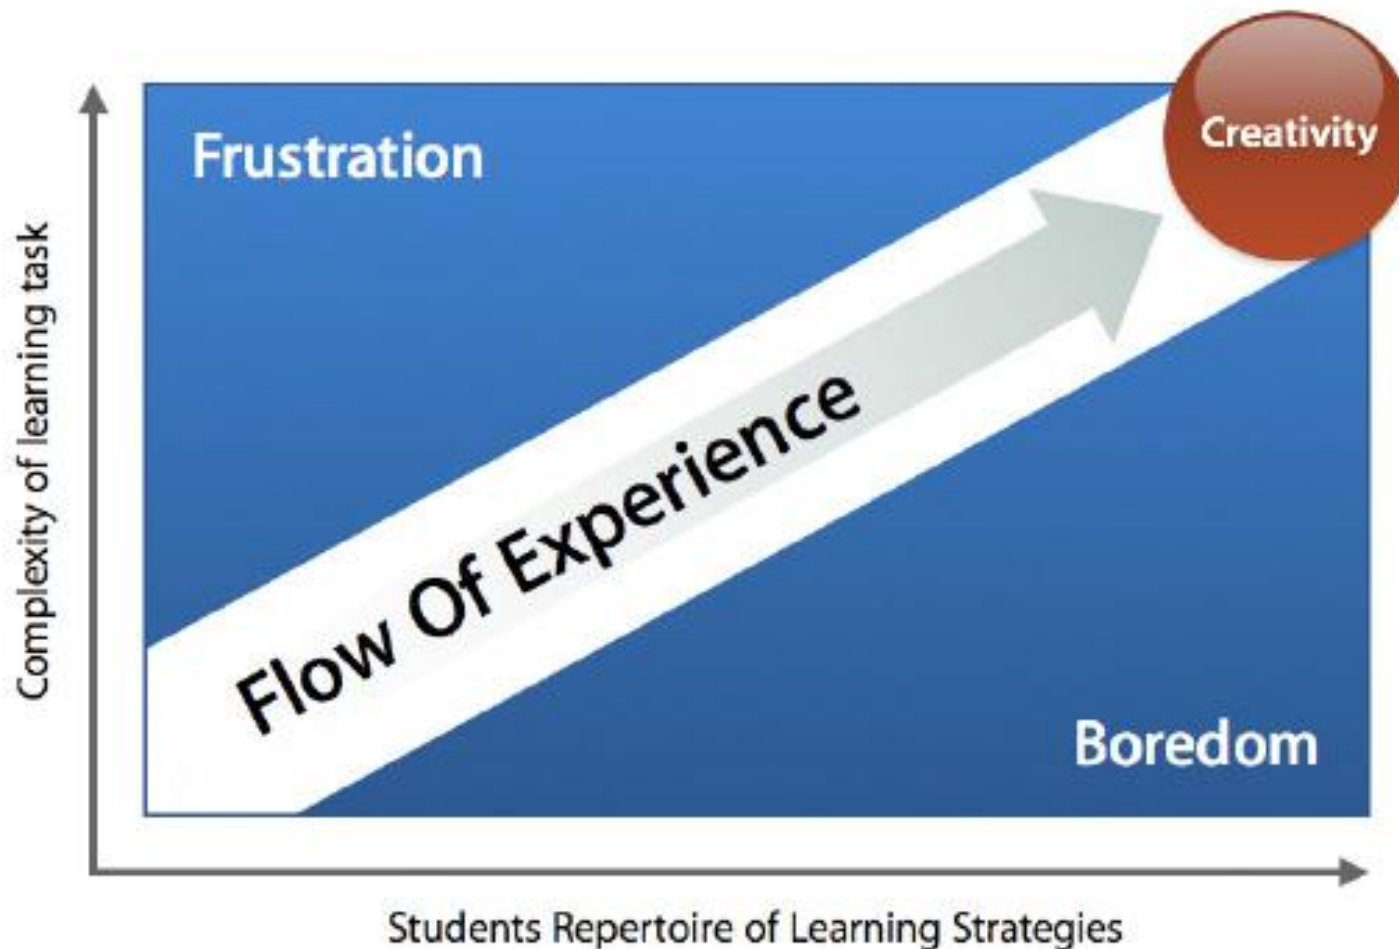 Creativity
Frustration
Complexity of learning task
Flow Of Experience
Boredom
Students Repertoire of Learning Strategies